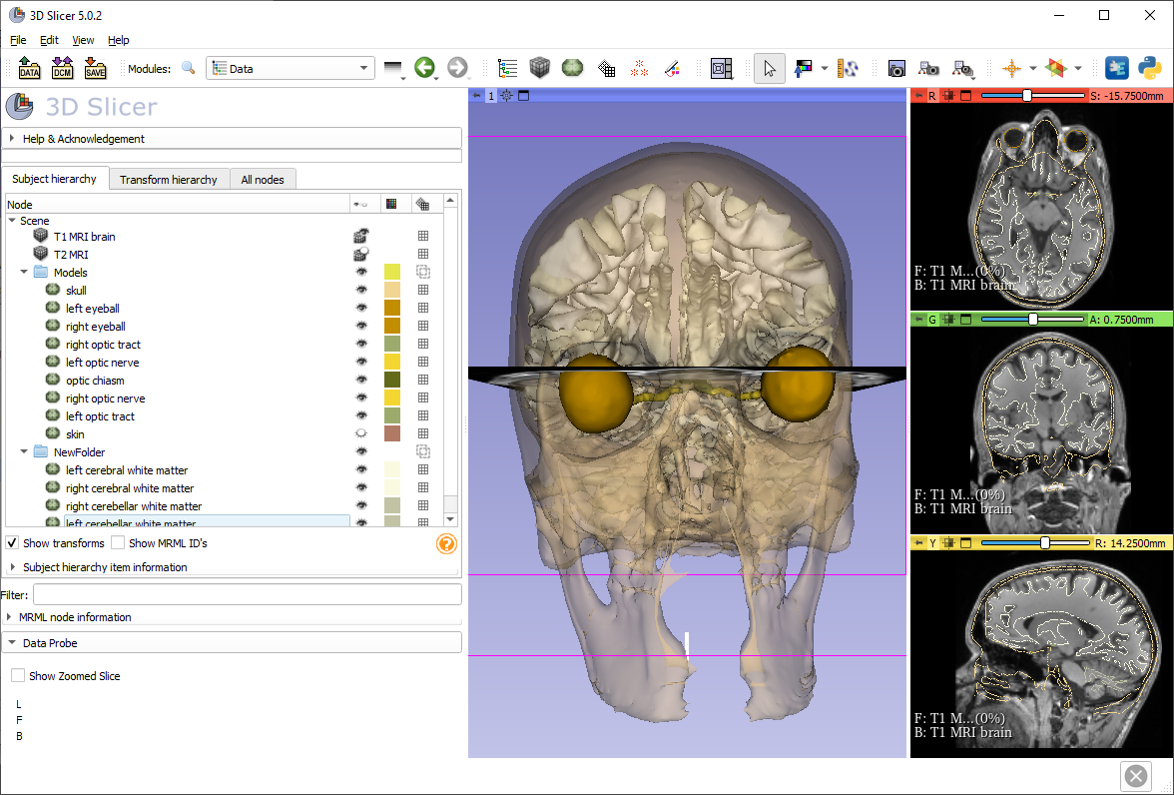 3D Slicer 5.0.2
File Edit View Help
DATA DCM SAVE Modules: Data
3D Slicer
Help & Acknowledgement
Subject hierarchy Transform hierarchy All nodes
Node
Scene
T1 MRI brain
T2 MRI
Models
skull
left eyeball
right eyeball
right optic tract
left optic nerve
optic chiasm
right optic nerve
left optic tract
skin
NewFolder
left cerebral white matter
right cerebral white matter
right cerebellar white matter
left cerebellar white matter
Show transforms Show MRML ID's
Subject hierarchy item information
Filter:
MRML node information
Data Probe
Show Zoomed Slice
L
F
B
1
R S: -15.7500mm
F: T1 M...(0%)
B: T1 MRI brain
G A: 0.7500mm
F: T1 M...(0%)
B: T1 MRI brain
Y R: 14.2500mm
F: T1 M...(0%)
B: T1 MRI brain